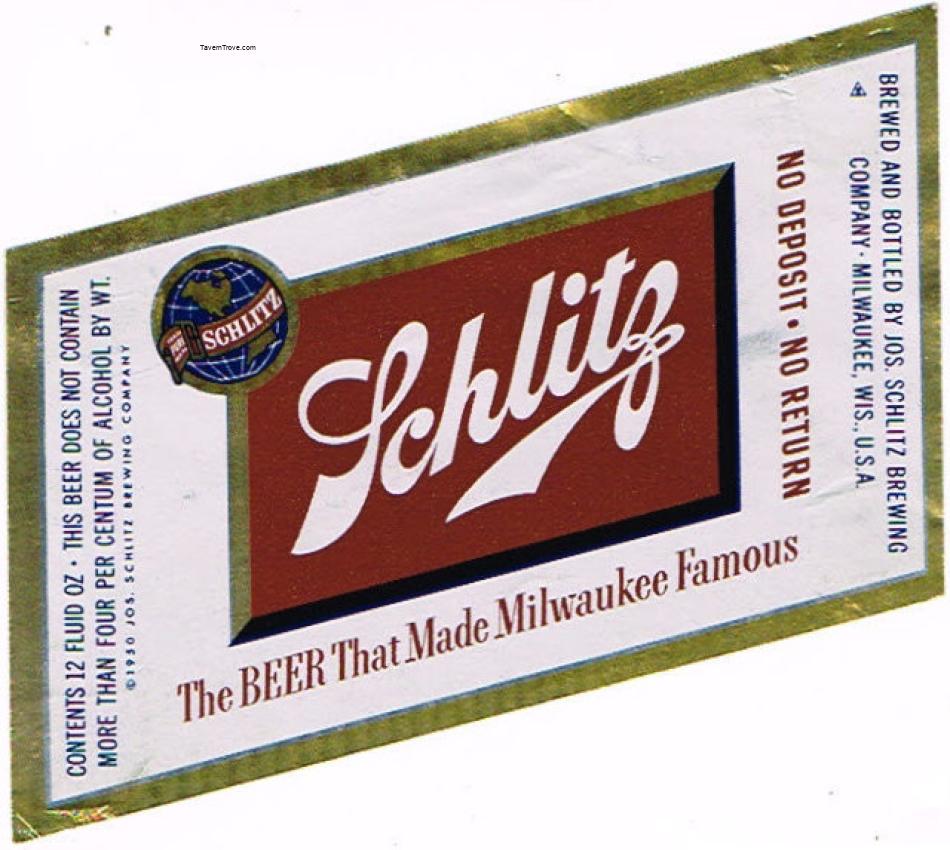 TavernTrove.com
CONTENTS 12 FLUID OZ · THIS BEER DOES NOT CONTAIN
MORE THAN FOUR PER CENTUM OF ALCOHOL BY WT.
©1950 JOS. SCHLITZ BREWING COMPANY
SCHLITZ
Schlitz
The BEER That Made Milwaukee Famous
NO DEPOSIT · NO RETURN
BREWED AND BOTTLED BY JOS. SCHLITZ BREWING
COMPANY · MILWAUKEE, WIS., U.S.A.